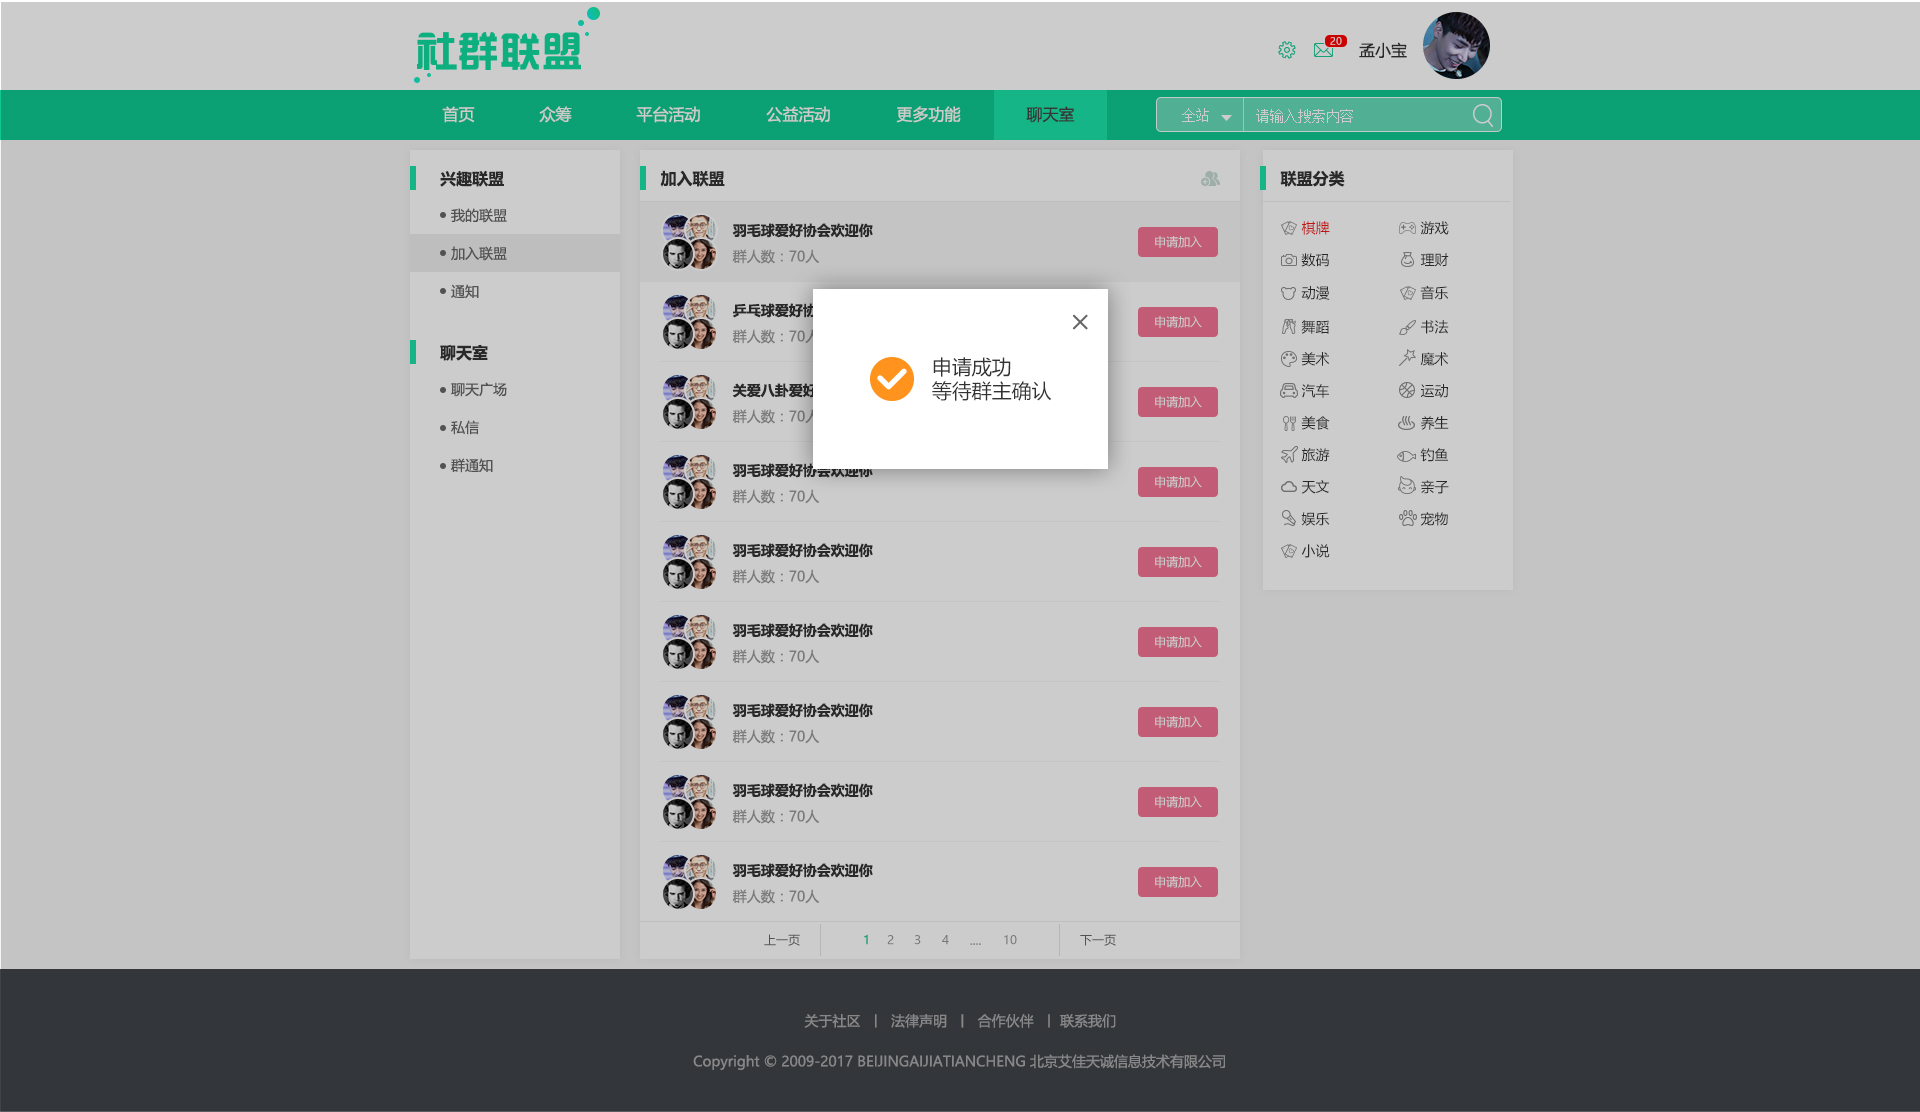 社群联盟
20
孟小宝
首页
众筹
平台活动
公益活动
更多功能
聊天室
全站
请输入搜索内容
兴趣联盟
我的联盟
加入联盟
通知
聊天室
聊天广场
私信
群通知
加入联盟
羽毛球爱好协会欢迎你
群人数：70人
申请加入
乒乓球爱好协
群人数：70人
申请加入
关爱八卦爱好
群人数：70人
申请加入
羽毛球爱好协会欢迎你
群人数：70人
申请加入
羽毛球爱好协会欢迎你
群人数：70人
申请加入
羽毛球爱好协会欢迎你
群人数：70人
申请加入
羽毛球爱好协会欢迎你
群人数：70人
申请加入
羽毛球爱好协会欢迎你
群人数：70人
申请加入
羽毛球爱好协会欢迎你
群人数：70人
申请加入
上一页 1 2 3 4 .... 10 下一页
申请成功
等待群主确认
联盟分类
棋牌 游戏
数码 理财
动漫 音乐
舞蹈 书法
美术 魔术
汽车 运动
美食 养生
旅游 钓鱼
天文 亲子
娱乐 宠物
小说
关于社区 | 法律声明 | 合作伙伴 | 联系我们
Copyright © 2009-2017 BEIJINGAIJIATIANCHENG 北京艾佳天诚信息技术有限公司